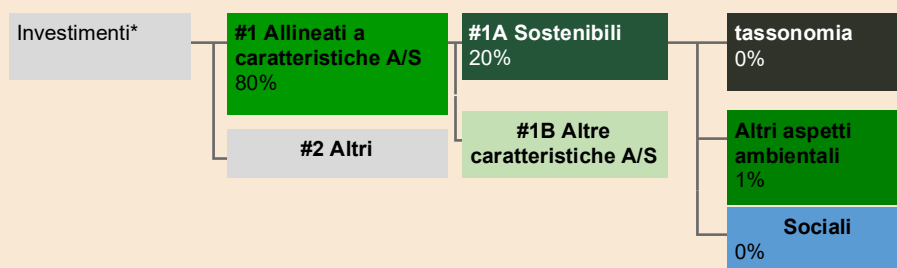 Investimenti*
#1 Allineati a
caratteristiche A/S
80%
#2 Altri
#1A Sostenibili
20%
#1B Altre
caratteristiche A/S
tassonomia
0%
Altri aspetti
ambientali
1%
Sociali
0%